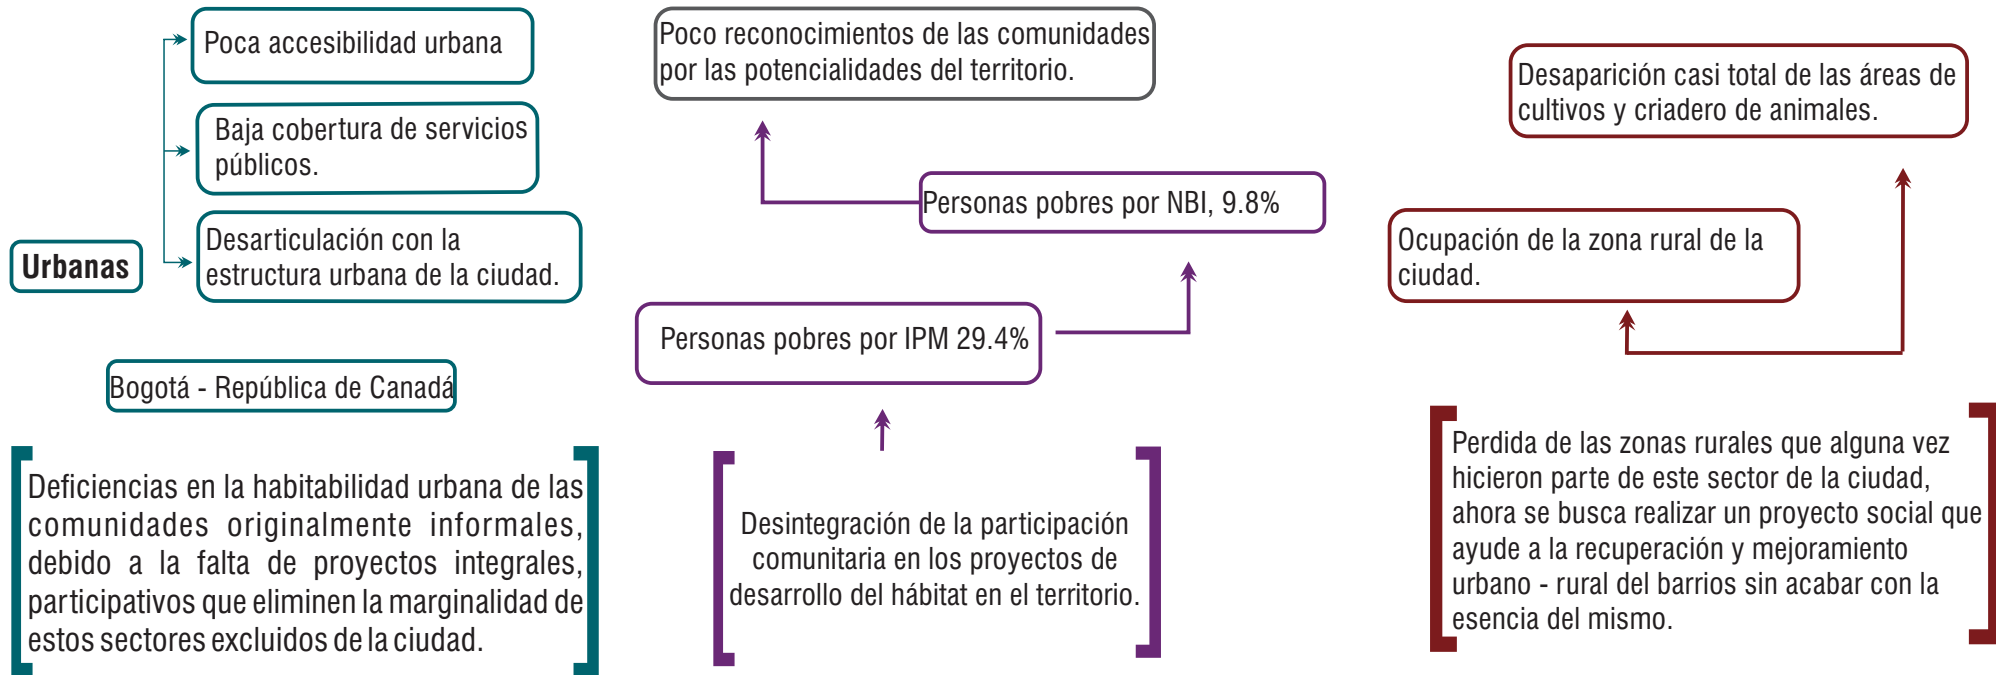 Poca accesibilidad urbana
Baja cobertura de servicios
públicos.
Desarticulación con la
estructura urbana de la ciudad.
Urbanas
Bogotá - República de Canadá
Deficiencias en la habitabilidad urbana de las
comunidades originalmente informales,
debido a la falta de proyectos integrales,
participativos que eliminen la marginalidad de
estos sectores excluidos de la ciudad.
Poco reconocimientos de las comunidades
por las potencialidades del territorio.
Personas pobres por NBI, 9.8%
Personas pobres por IPM 29.4%
Desintegración de la participación
comunitaria en los proyectos de
desarrollo del hábitat en el territorio.
Desaparición casi total de las áreas de
cultivos y criadero de animales.
Ocupación de la zona rural de la
ciudad.
Perdida de las zonas rurales que alguna vez
hicieron parte de este sector de la ciudad,
ahora se busca realizar un proyecto social que
ayude a la recuperación y mejoramiento
urbano - rural del barrios sin acabar con la
esencia del mismo.